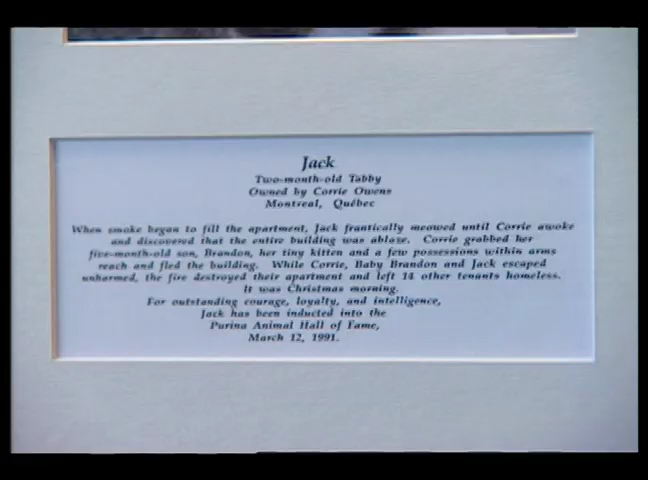 Jack
Two-month-old Tabby
Owned by Corrie Owens
Montreal, Québec
When smoke began to fill the apartment, Jack frantically meowed until Corrie awoke
and discovered that the entire building was ablaze. Corrie grabbed her
five-month-old son, Brandon, her tiny kitten and a few possessions within arms
reach and fled the building. While Corrie, Baby Brandon and Jack escaped
unharmed, the fire destroyed their apartment and left 14 other tenants homeless.
It was Christmas morning.
For outstanding courage, loyalty, and intelligence,
Jack has been inducted into the
Purina Animal Hall of Fame,
March 12, 1991.